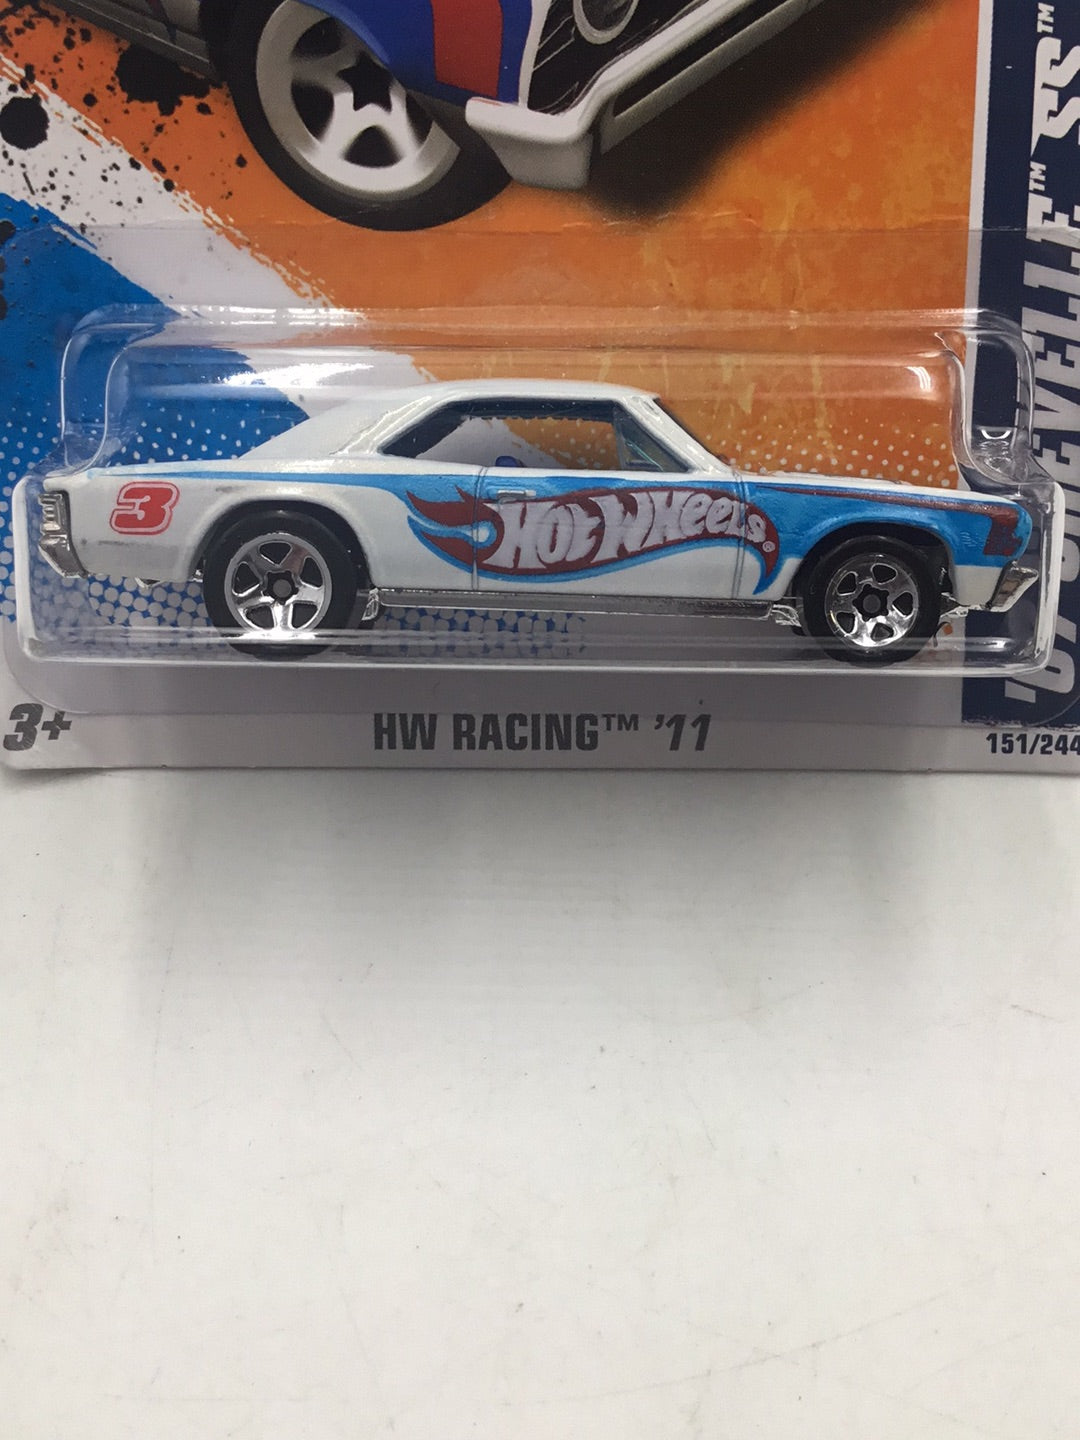 '67 CHEVELLE™ SS™
3
HOT WHEELS®
3+
HW RACING™ '11
151/244